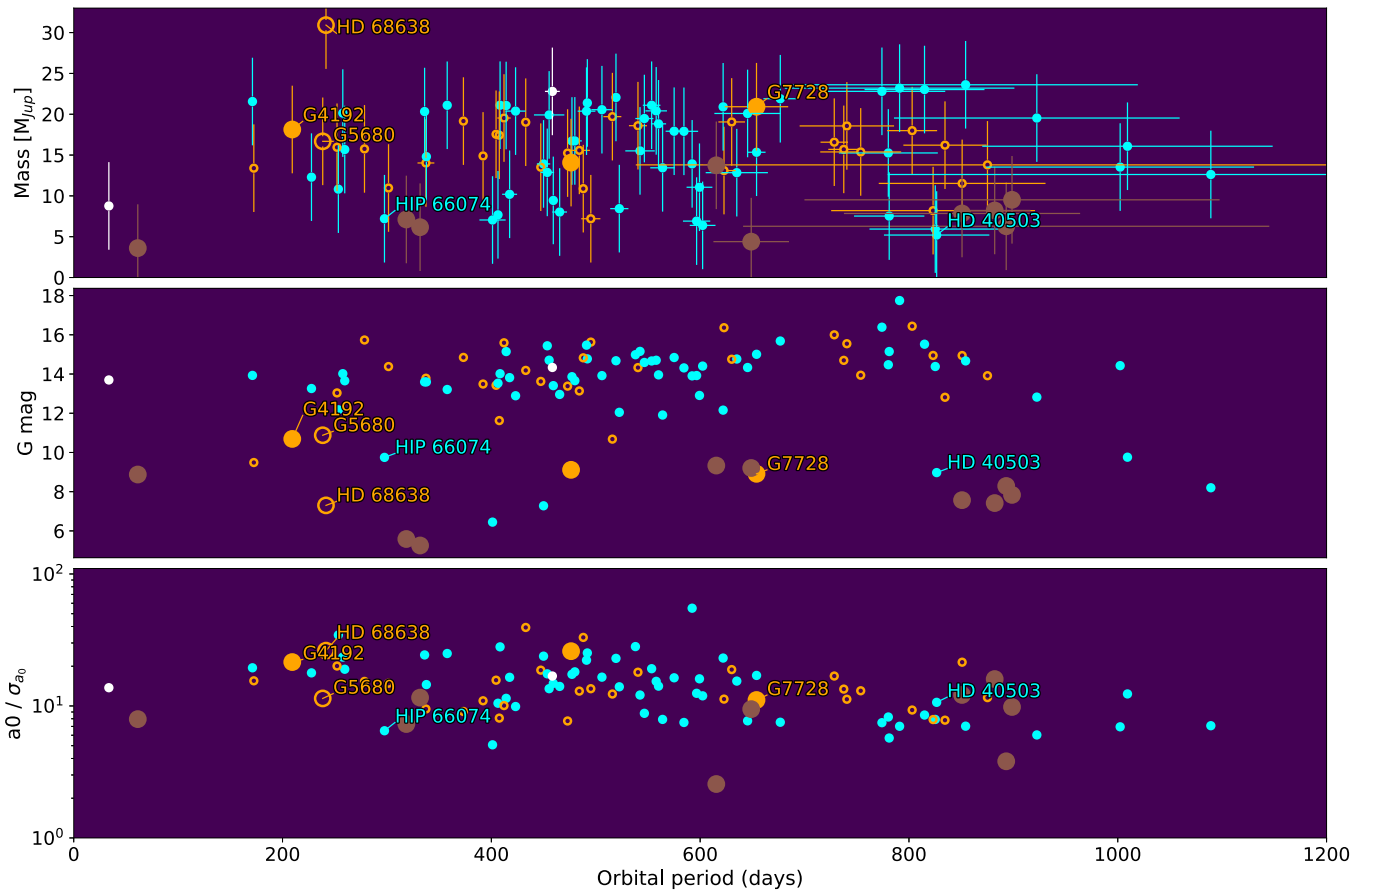 Mass [M_Jup]
30
25
20
15
10
5
0
HD 68638
G4192
G5680
HIP 66074
G7728
HD 40503
G mag
18
16
14
12
10
8
6
G4192
G5680
HIP 66074
HD 68638
G7728
HD 40503
a0 / σ_a₀
10²
10¹
10⁰
HD 68638
G4192
G5680
HIP 66074
G7728
HD 40503
0 200 400 600 800 1000 1200
Orbital period (days)